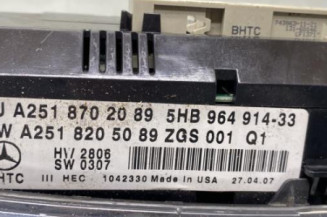 BHTC
U A251 870 20 89 5HB 964 914-33
W A251 820 50 89 ZGS 001 Q1
HW 2806
SW 0307
BHTC III HEC - 1042330 Made in USA 27.04.07